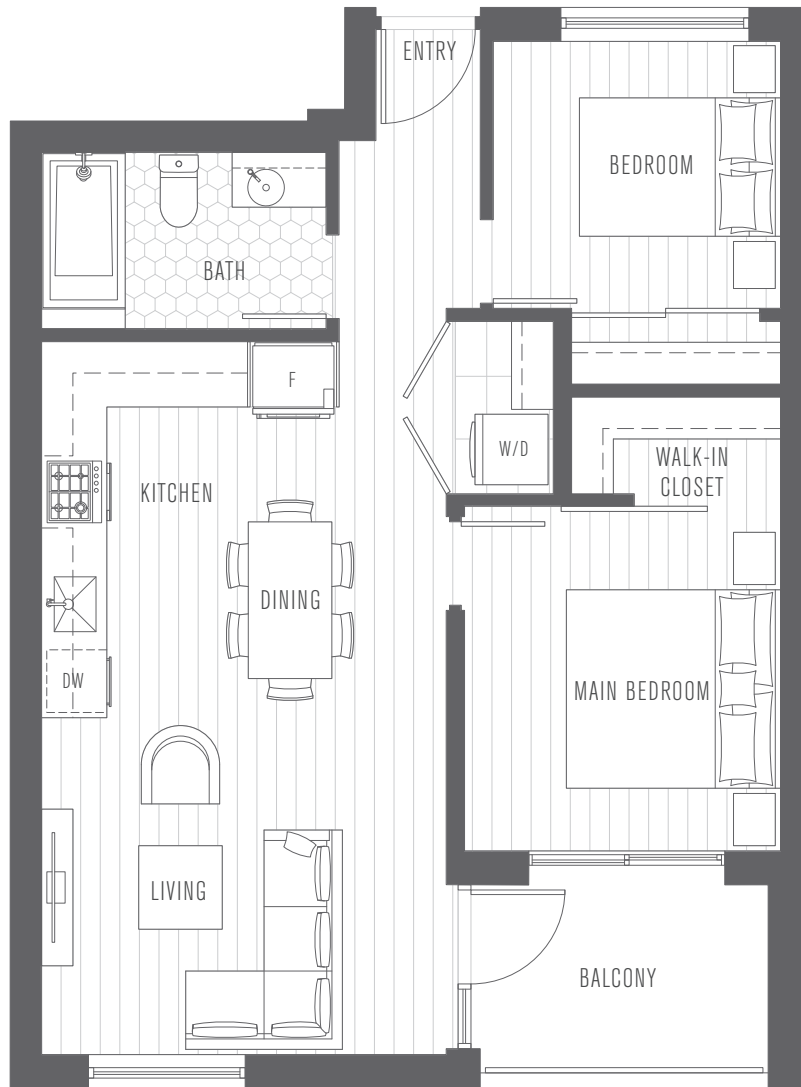 ENTRY
BEDROOM
BATH
F
W/D
WALK-IN
CLOSET
KITCHEN
DINING
DW
MAIN BEDROOM
LIVING
BALCONY